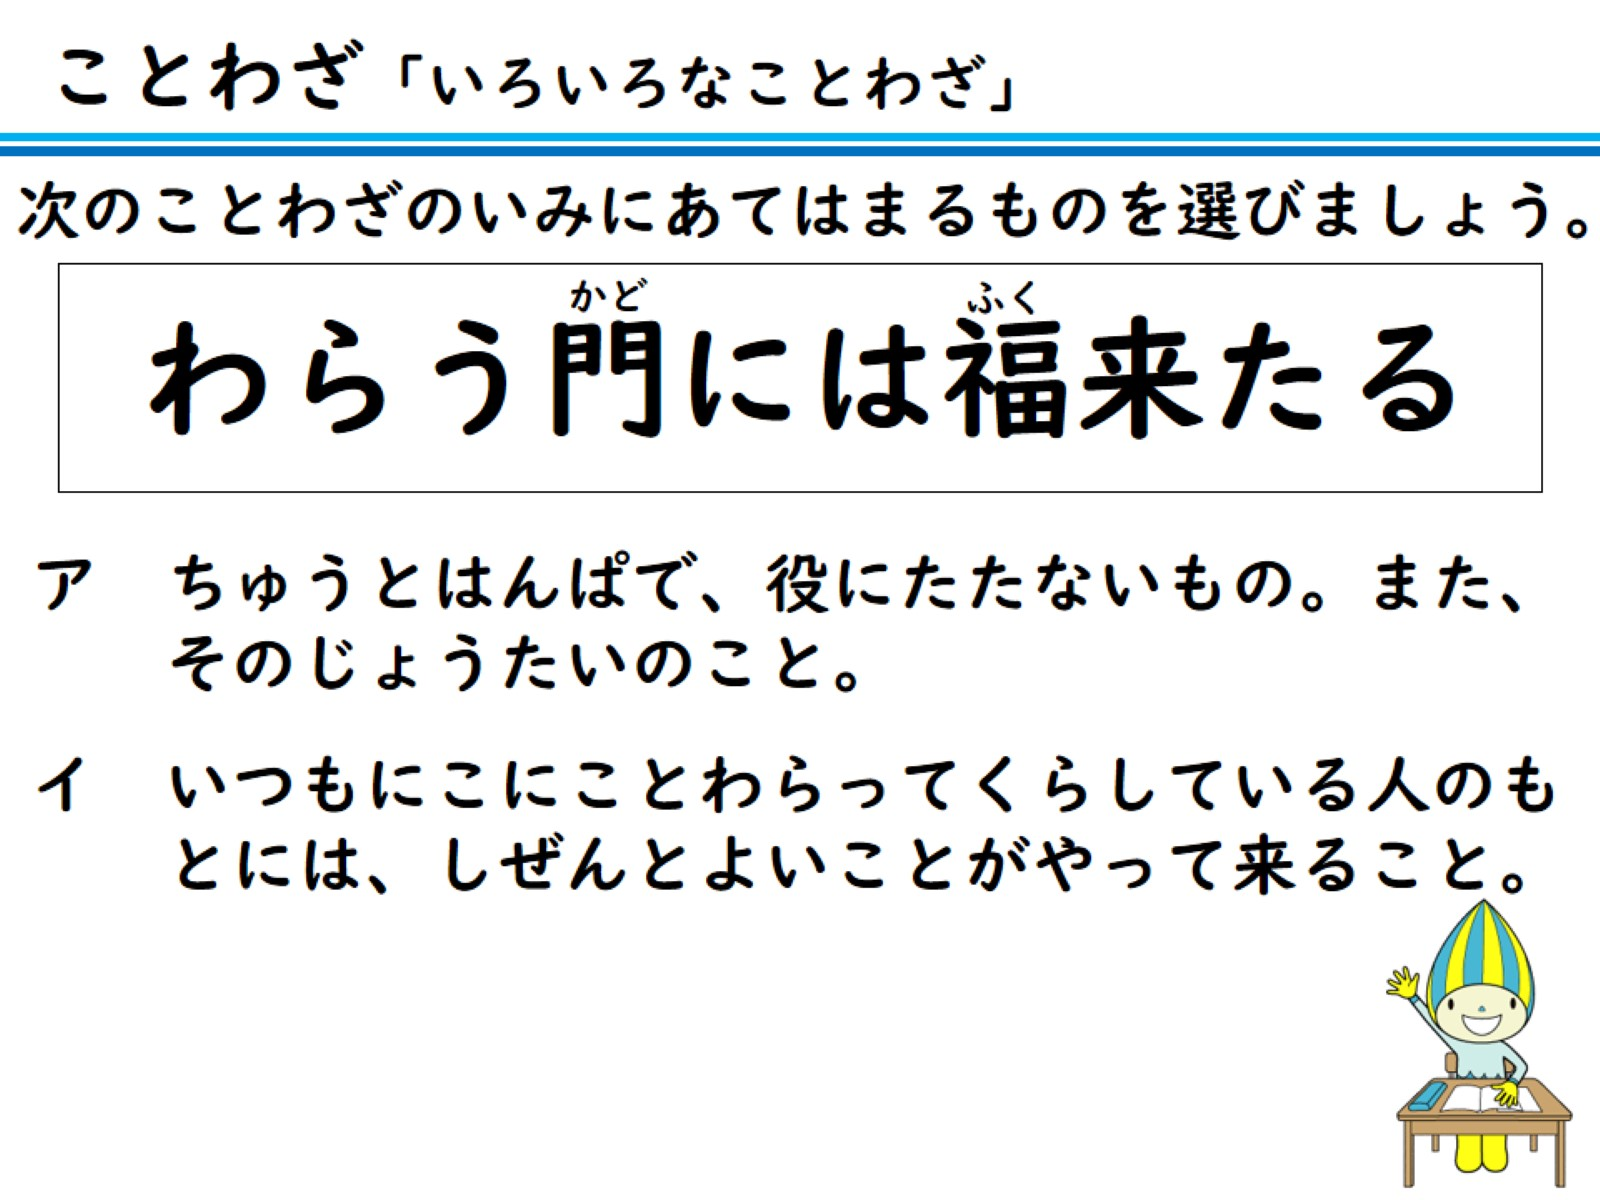 ことわざ「いろいろなことわざ」
次のことわざのいみにあてはまるものを選びましょう。
かど ふく
わらう門には福来たる
ア ちゅうとはんぱで、役にたたないもの。また、
そのじょうたいのこと。
イ いつもにこにことわらってくらしている人のも
とには、しぜんとよいことがやって来ること。